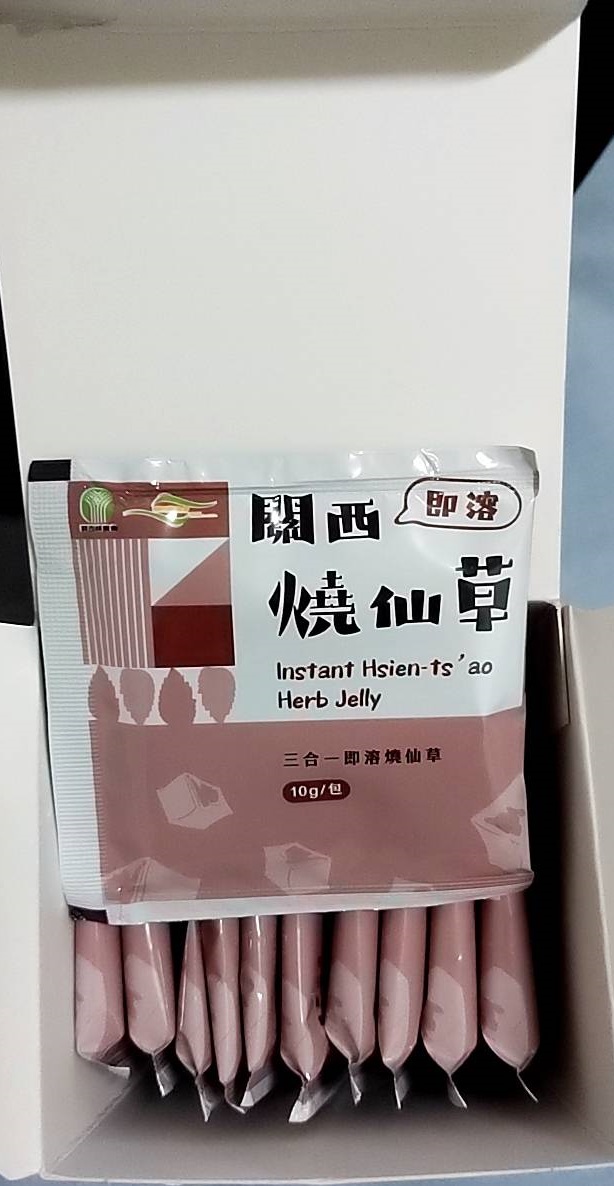 關西
即溶
燒仙草
Instant Hsien-ts'ao
Herb Jelly
三合一即溶燒仙草
10g/包